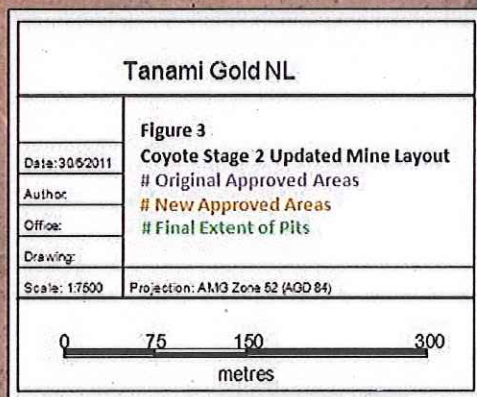 Tanami Gold NL
Figure 3
Coyote Stage 2 Updated Mine Layout
# Original Approved Areas
# New Approved Areas
# Final Extent of Pits
Date: 30/5/2011
Author:
Office:
Drawing:
Scale: 1:7500
Projection: AMG Zone 52 (AGD 84)
0 75 150 300
metres